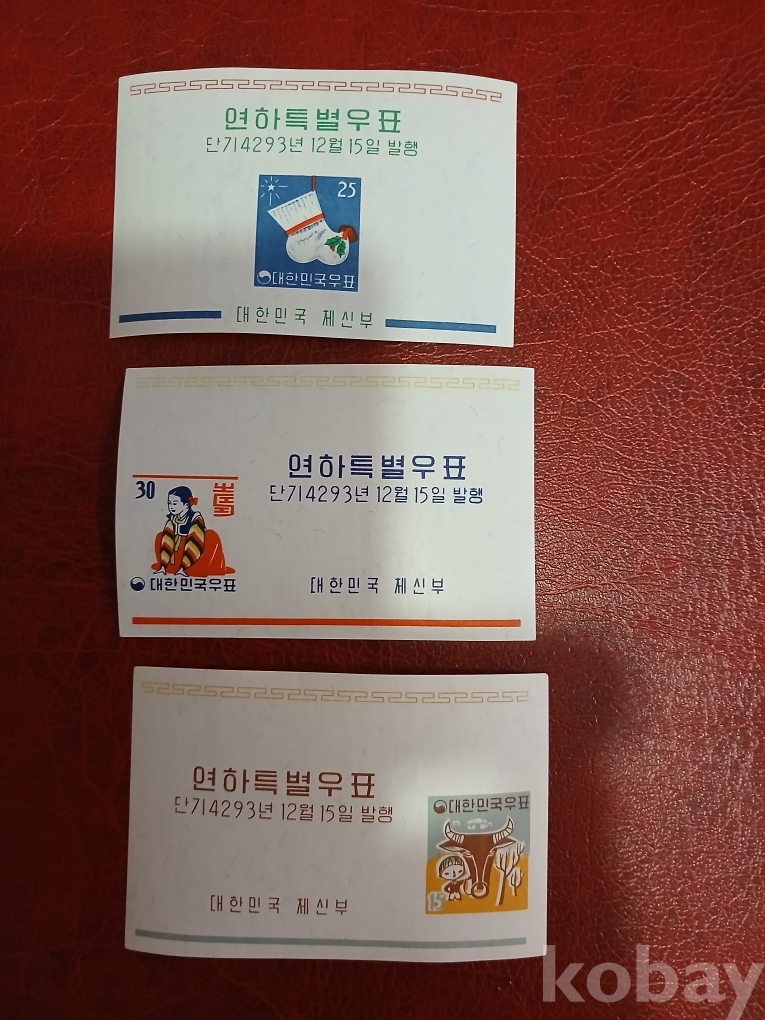 연하특별우표
단기4293년 12월 15일 발행
25
대한민국우표
대한민국 체신부
연하특별우표
단기4293년 12월 15일 발행
30
대한민국우표
대한민국 체신부
연하특별우표
단기4293년 12월 15일 발행
대한민국우표
15
대한민국 체신부
kobay